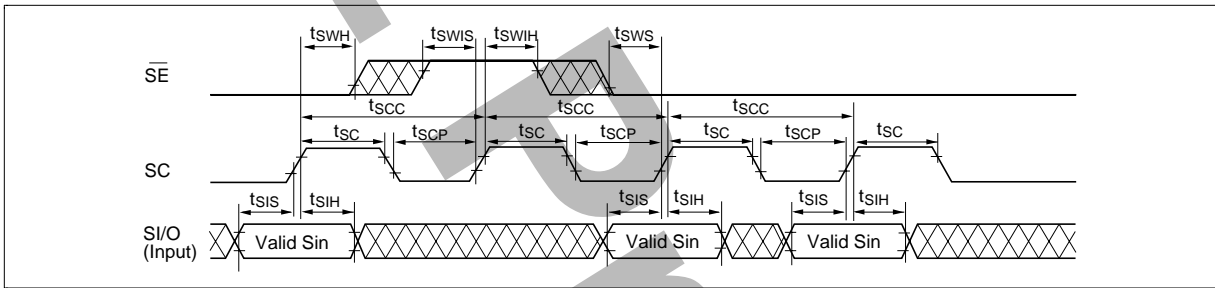 tSWH tSWIS tSWIH tSWS
SE
tSCC tSCC tSCC
tSC tSCP tSC tSCP tSC tSCP tSC
SC
tSIS tSIH tSIS tSIH tSIS tSIH
SI/O
(Input)
Valid Sin Valid Sin Valid Sin